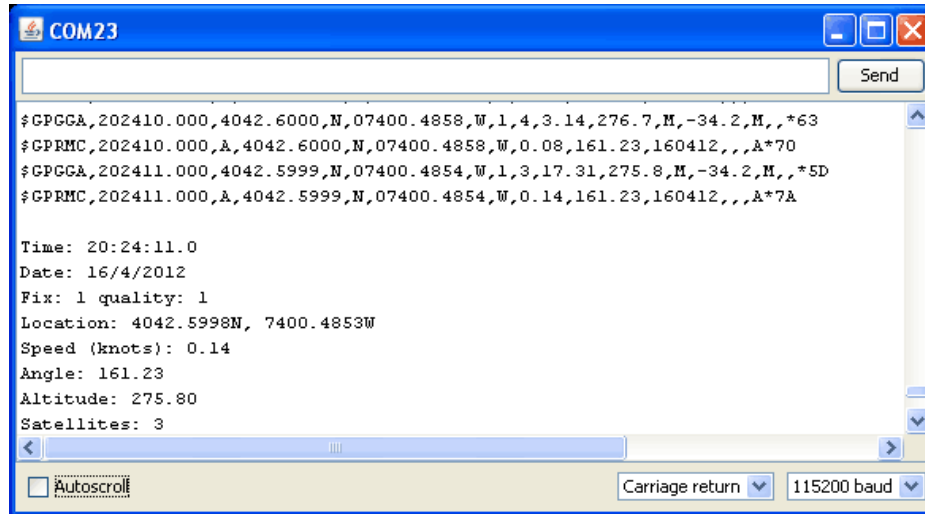 COM23
Send
$GPGGA,202410.000,4042.6000,N,07400.4858,W,1,4,3.14,276.7,M,-34.2,M,,*63
$GPRMC,202410.000,A,4042.6000,N,07400.4858,W,0.08,161.23,160412,,,A*70
$GPGGA,202411.000,4042.5999,N,07400.4854,W,1,3,17.31,275.8,M,-34.2,M,,*5D
$GPRMC,202411.000,A,4042.5999,N,07400.4854,W,0.14,161.23,160412,,,A*7A
Time: 20:24:11.0
Date: 16/4/2012
Fix: 1 quality: 1
Location: 4042.5998N, 7400.4853W
Speed (knots): 0.14
Angle: 161.23
Altitude: 275.80
Satellites: 3
Autoscroll
Carriage return
115200 baud